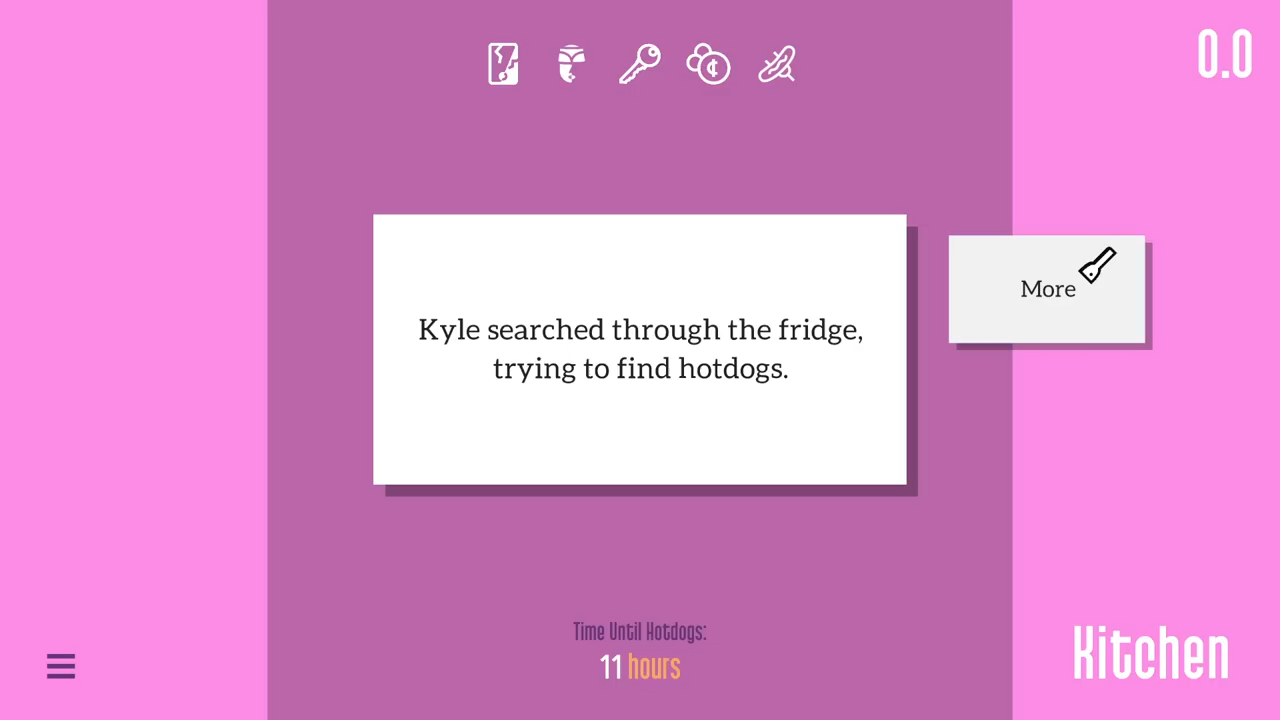 0.0
Kyle searched through the fridge,
trying to find hotdogs.
More
Time Until Hotdogs:
11 hours
Kitchen